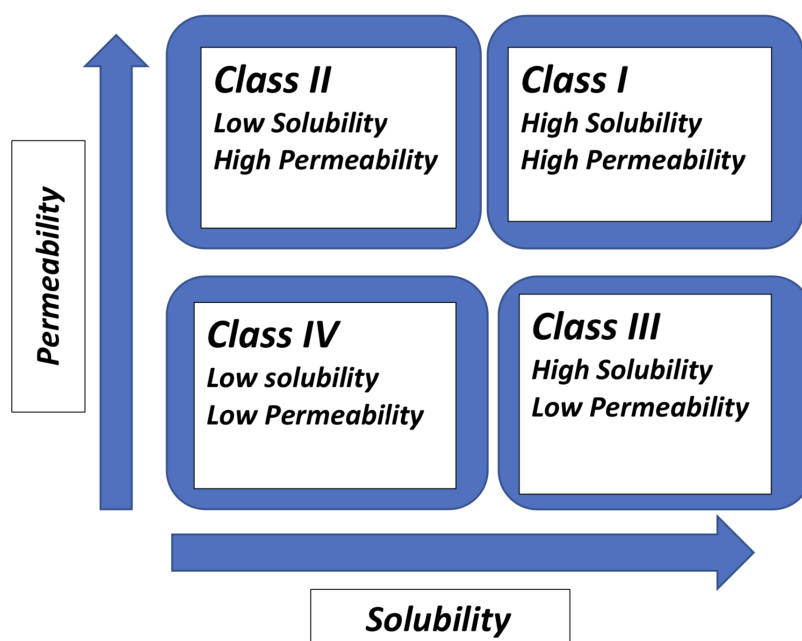 Class II
Low Solubility
High Permeability
Class I
High Solubility
High Permeability
Permeability
Class IV
Low solubility
Low Permeability
Class III
High Solubility
Low Permeability
Solubility